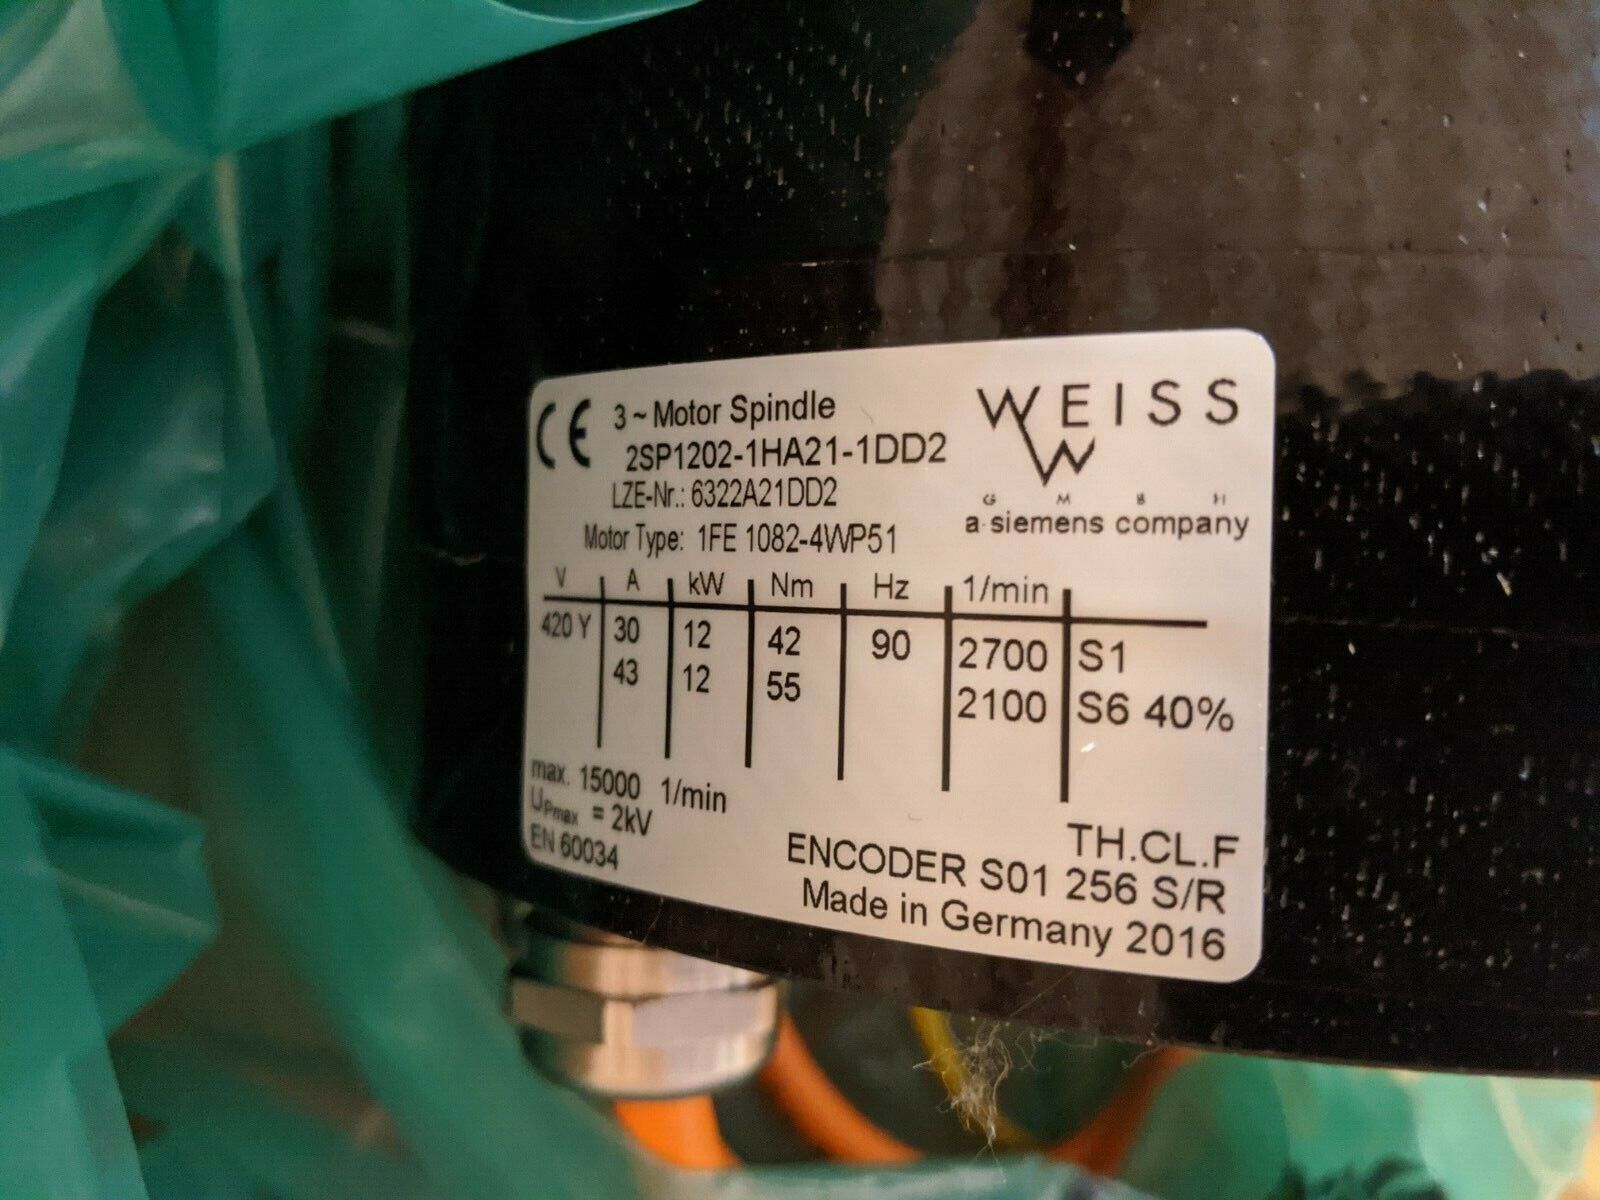 CE 3 ~ Motor Spindle WEISS
2SP1202-1HA21-1DD2 W
LZE-Nr.: 6322A21DD2 G M B H
Motor Type: 1FE 1082-4WP51 a siemens company
V A kW Nm Hz 1/min
420 Y 30 12 42 90 2700 S1
43 12 55 2100 S6 40%
max. 15000 1/min
UPmax = 2kV TH.CL.F
EN 60034 ENCODER S01 256 S/R
Made in Germany 2016